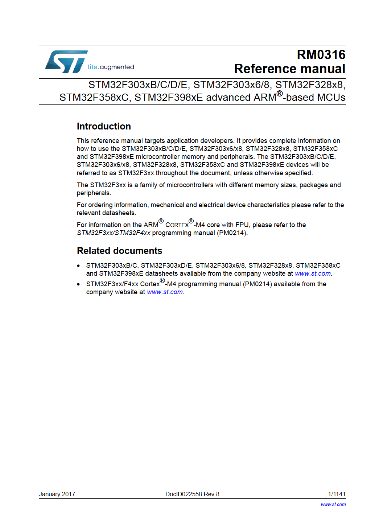 ST
life.augmented
RM0316
Reference manual
STM32F303xB/C/D/E, STM32F303x6/8, STM32F328x8,
STM32F358xC, STM32F398xE advanced ARM®-based MCUs
Introduction
This reference manual targets application developers. It provides complete information on
how to use the STM32F303xB/C/D/E, STM32F303x6/x8, STM32F328x8, STM32F358xC
and STM32F398xE microcontroller memory and peripherals. The STM32F303xB/C/D/E,
STM32F303x6/x8, STM32F328x8, STM32F358xC and STM32F398xE devices will be
referred to as STM32F3xx throughout the document, unless otherwise specified.
The STM32F3xx is a family of microcontrollers with different memory sizes, packages and
peripherals.
For ordering information, mechanical and electrical device characteristics please refer to the
relevant datasheets.
For information on the ARM® CORTEX®-M4 core with FPU, please refer to the
STM32F3xx/STM32F4xx programming manual (PM0214).
Related documents
• STM32F303xB/C, STM32F303xD/E, STM32F303x6/8, STM32F328x8, STM32F358xC
and STM32F398xE datasheets available from the company website at www.st.com.
• STM32F3xx/F4xx Cortex®-M4 programming manual (PM0214) available from the
company website at www.st.com.
January 2017 DocID022558 Rev 8 1/1141
www.st.com